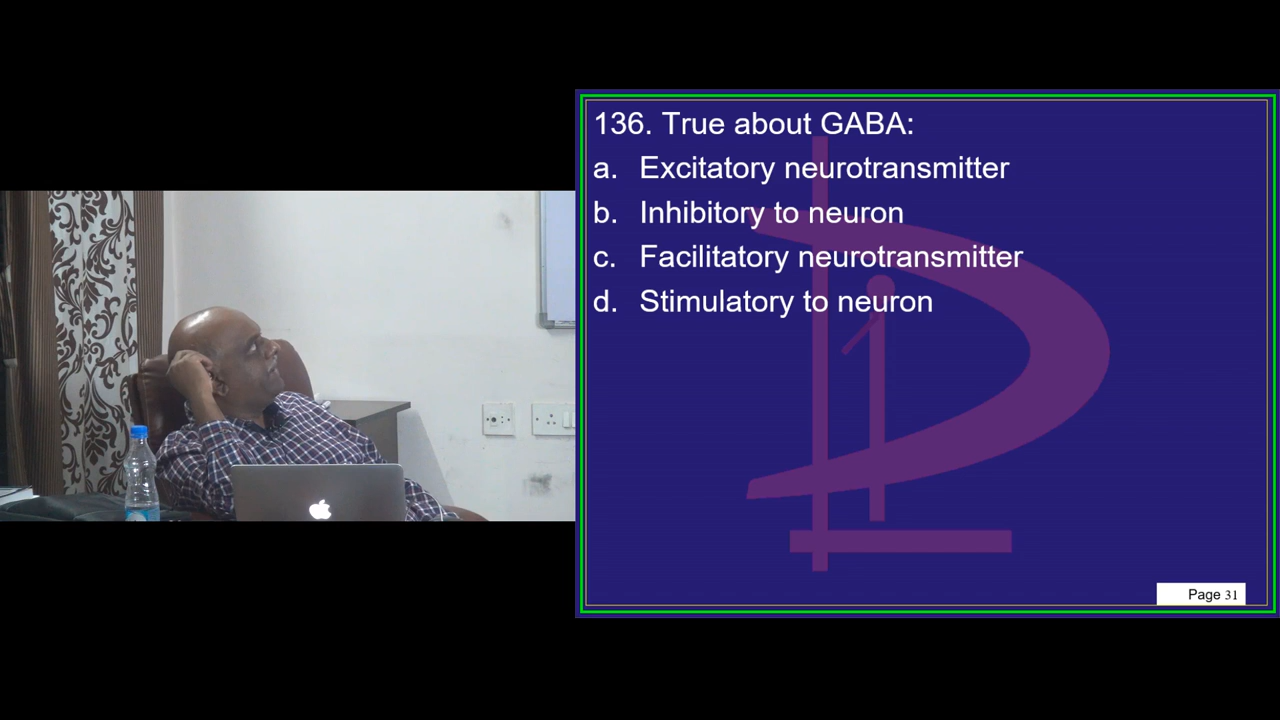 136. True about GABA:
a. Excitatory neurotransmitter
b. Inhibitory to neuron
c. Facilitatory neurotransmitter
d. Stimulatory to neuron
Page 31